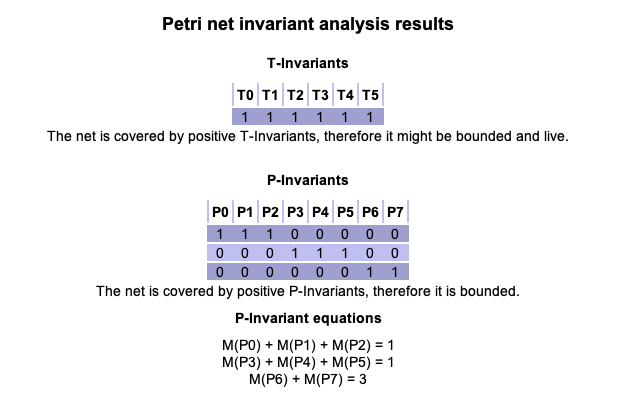 Petri net invariant analysis results
T-Invariants
T0 T1 T2 T3 T4 T5
1 1 1 1 1 1
The net is covered by positive T-Invariants, therefore it might be bounded and live.
P-Invariants
P0 P1 P2 P3 P4 P5 P6 P7
1 1 1 0 0 0 0 0
0 0 0 1 1 1 0 0
0 0 0 0 0 0 1 1
The net is covered by positive P-Invariants, therefore it is bounded.
P-Invariant equations
M(P0) + M(P1) + M(P2) = 1
M(P3) + M(P4) + M(P5) = 1
M(P6) + M(P7) = 3